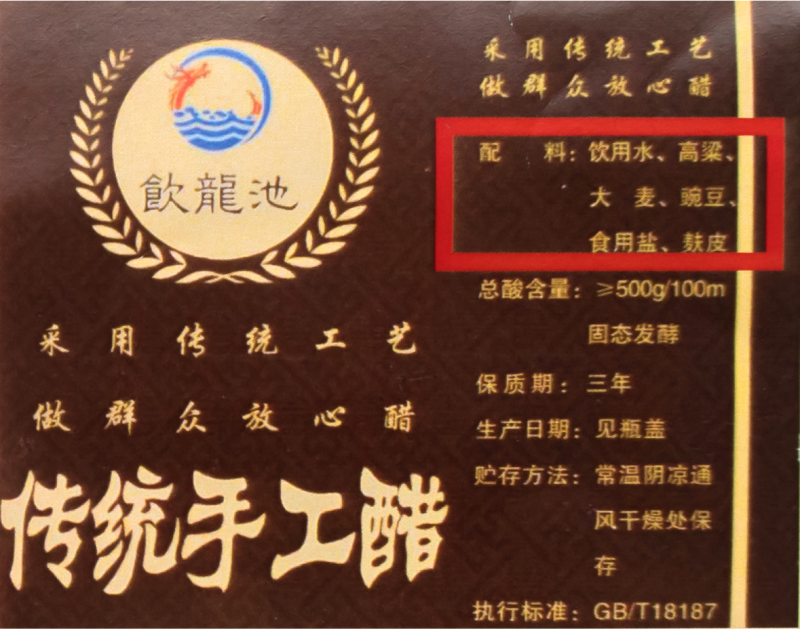 飲龍池
采用传统工艺
做群众放心醋
传统手工醋
采用传统工艺
做群众放心醋
配 料：饮用水、高粱、
大 麦、豌豆、
食用盐、麸皮
总酸含量：≥500g/100m
固态发酵
保质期：三年
生产日期：见瓶盖
贮存方法：常温阴凉通
风干燥处保
存
执行标准：GB/T18187